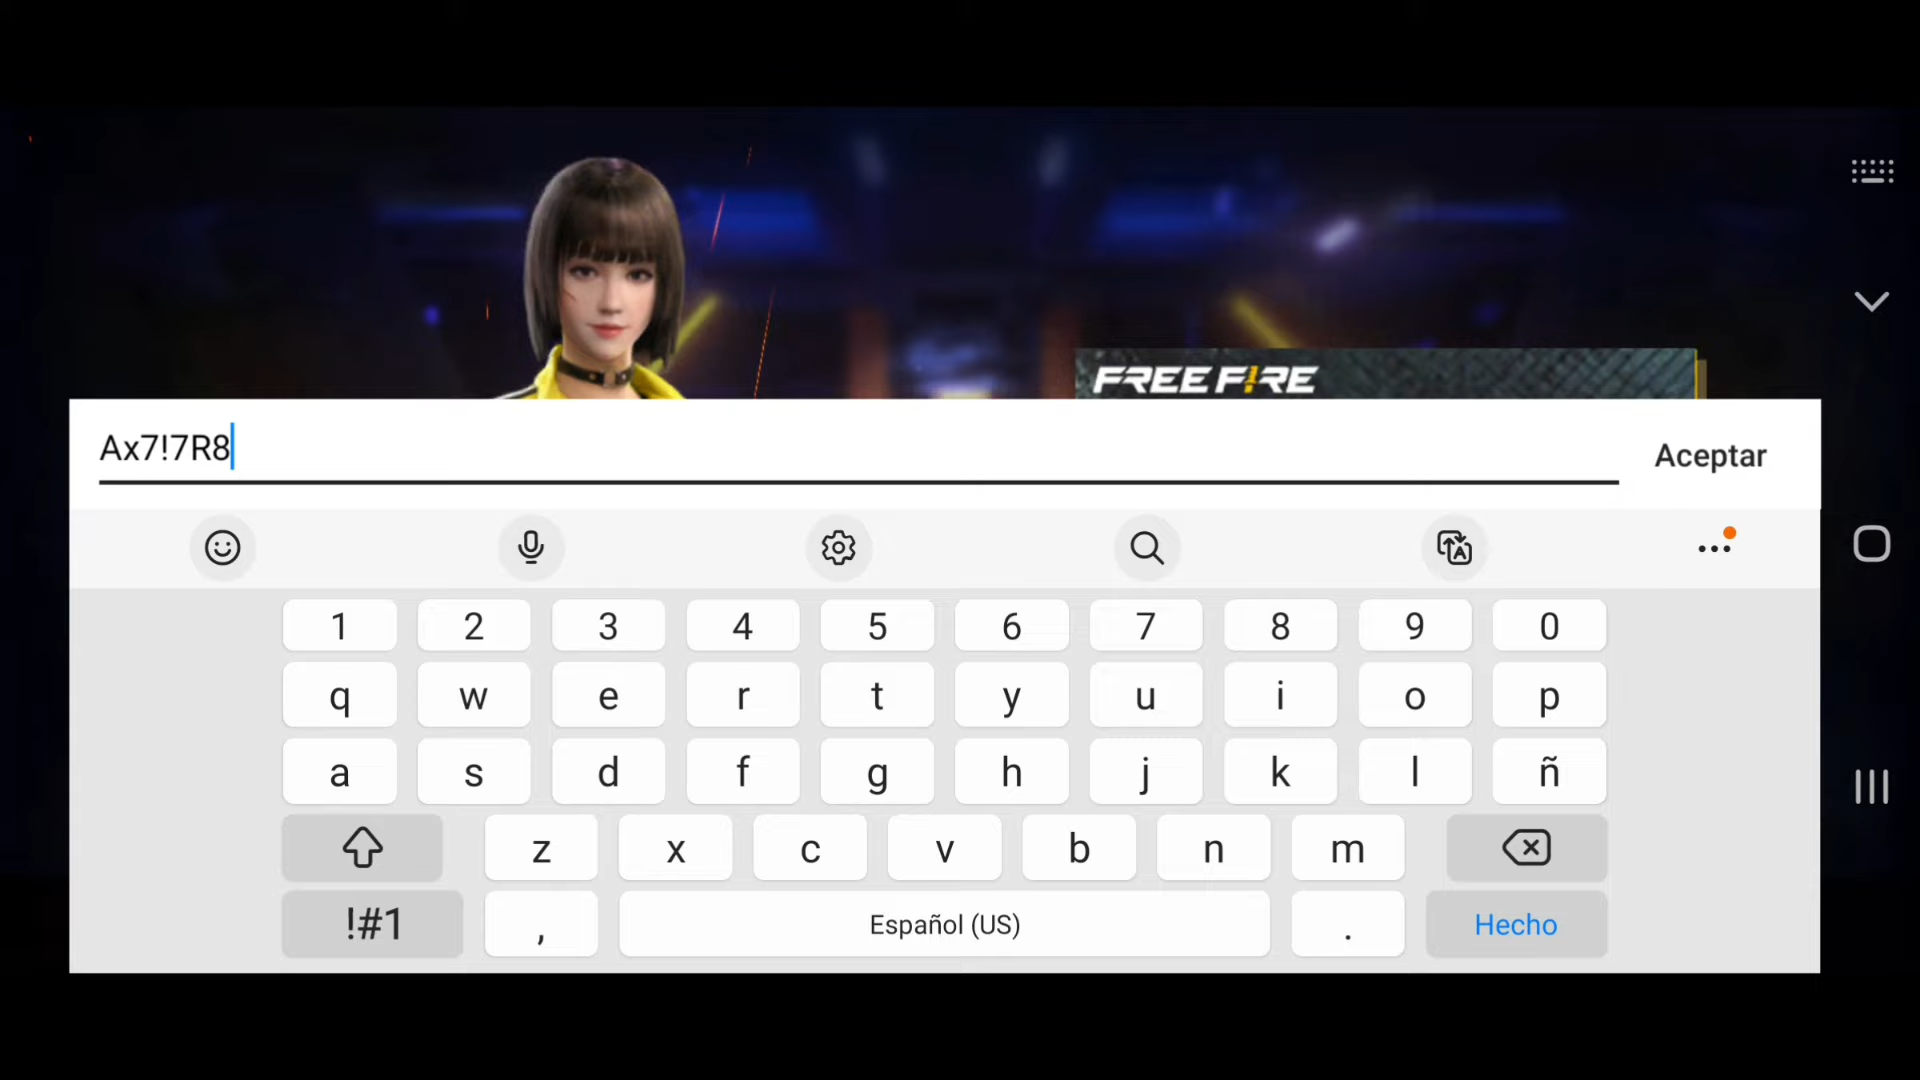 FREE FIRE
Ax7!7R8
Aceptar
1 2 3 4 5 6 7 8 9 0
q w e r t y u i o p
a s d f g h j k l ñ
z x c v b n m
!#1 , Español (US) . Hecho